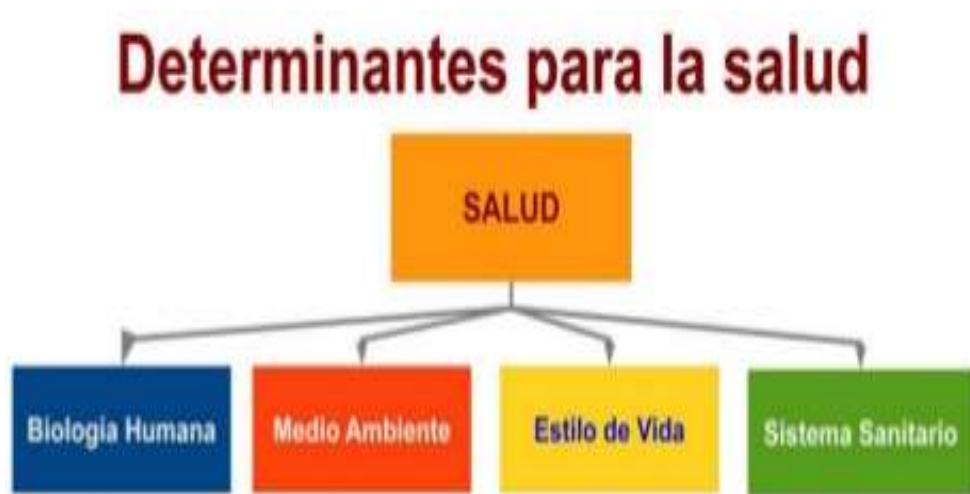 Determinantes para la salud
SALUD
Biologia Humana
Medio Ambiente
Estilo de Vida
Sistema Sanitario